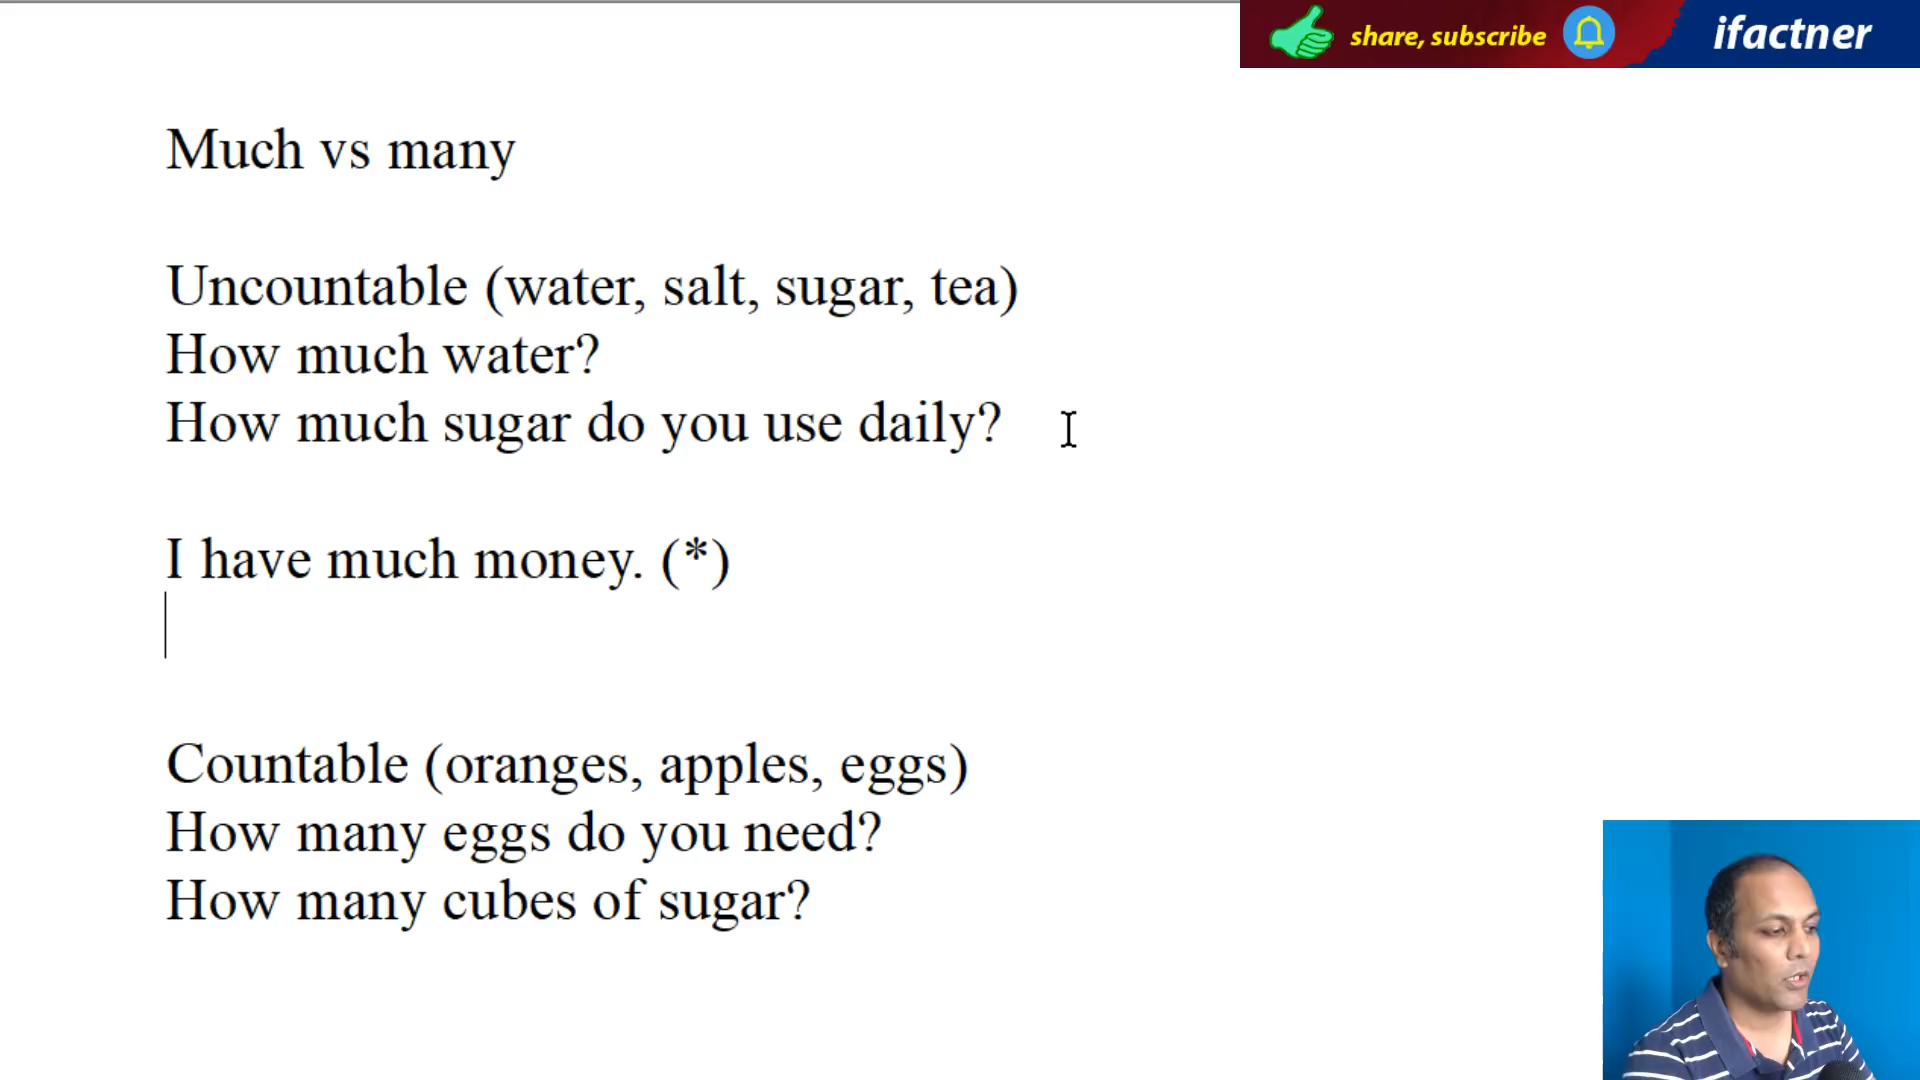 share, subscribe
ifactner
Much vs many
Uncountable (water, salt, sugar, tea)
How much water?
How much sugar do you use daily?
I have much money. (*)
Countable (oranges, apples, eggs)
How many eggs do you need?
How many cubes of sugar?